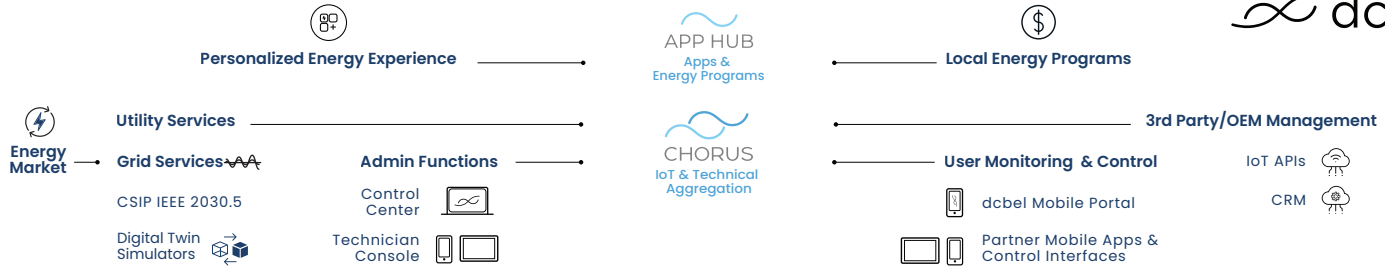 dc
APP HUB
Personalized Energy Experience
Apps &
Energy Programs
Local Energy Programs
Utility Services
3rd Party/OEM Management
Energy
Market
Grid Services
Admin Functions
CHORUS
IoT & Technical
Aggregation
User Monitoring & Control
IoT APIs
CSIP IEEE 2030.5
Control
Center
dcbel Mobile Portal
CRM
Digital Twin
Simulators
Technician
Console
Partner Mobile Apps &
Control Interfaces